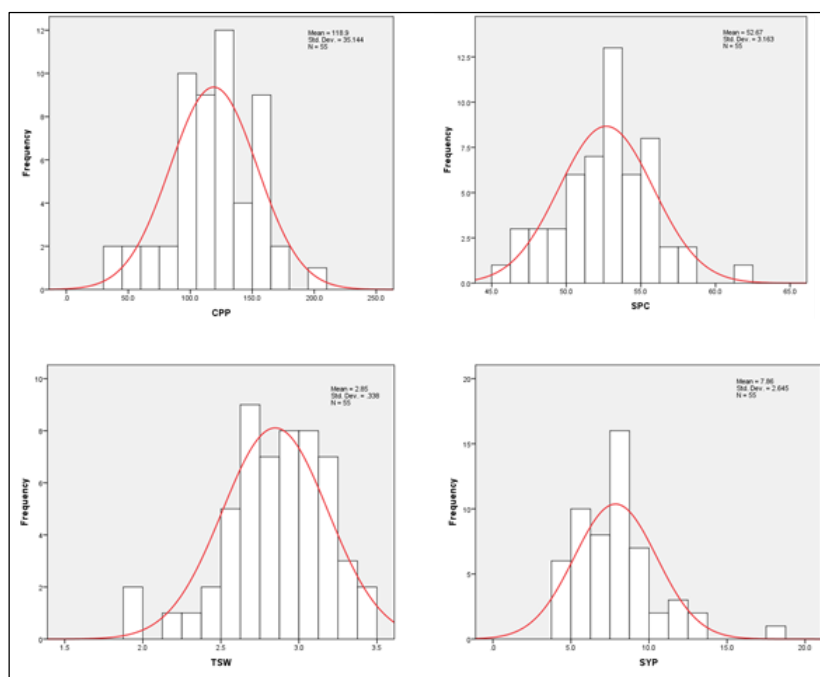 Mean = 118.9
Std. Dev. = 35.144
N = 55
Frequency
12
10
8
6
4
2
0
.0 50.0 100.0 150.0 200.0 250.0
CPP
Mean = 52.67
Std. Dev. = 3.163
N = 55
Frequency
12.5
10.0
7.5
5.0
2.5
0.0
45.0 50.0 55.0 60.0 65.0
SPC
Mean = 2.85
Std. Dev. = .338
N = 55
Frequency
10
8
6
4
2
0
1.5 2.0 2.5 3.0 3.5
TSW
Mean = 7.86
Std. Dev. = 2.645
N = 55
Frequency
20
15
10
5
0
.0 5.0 10.0 15.0 20.0
SYP